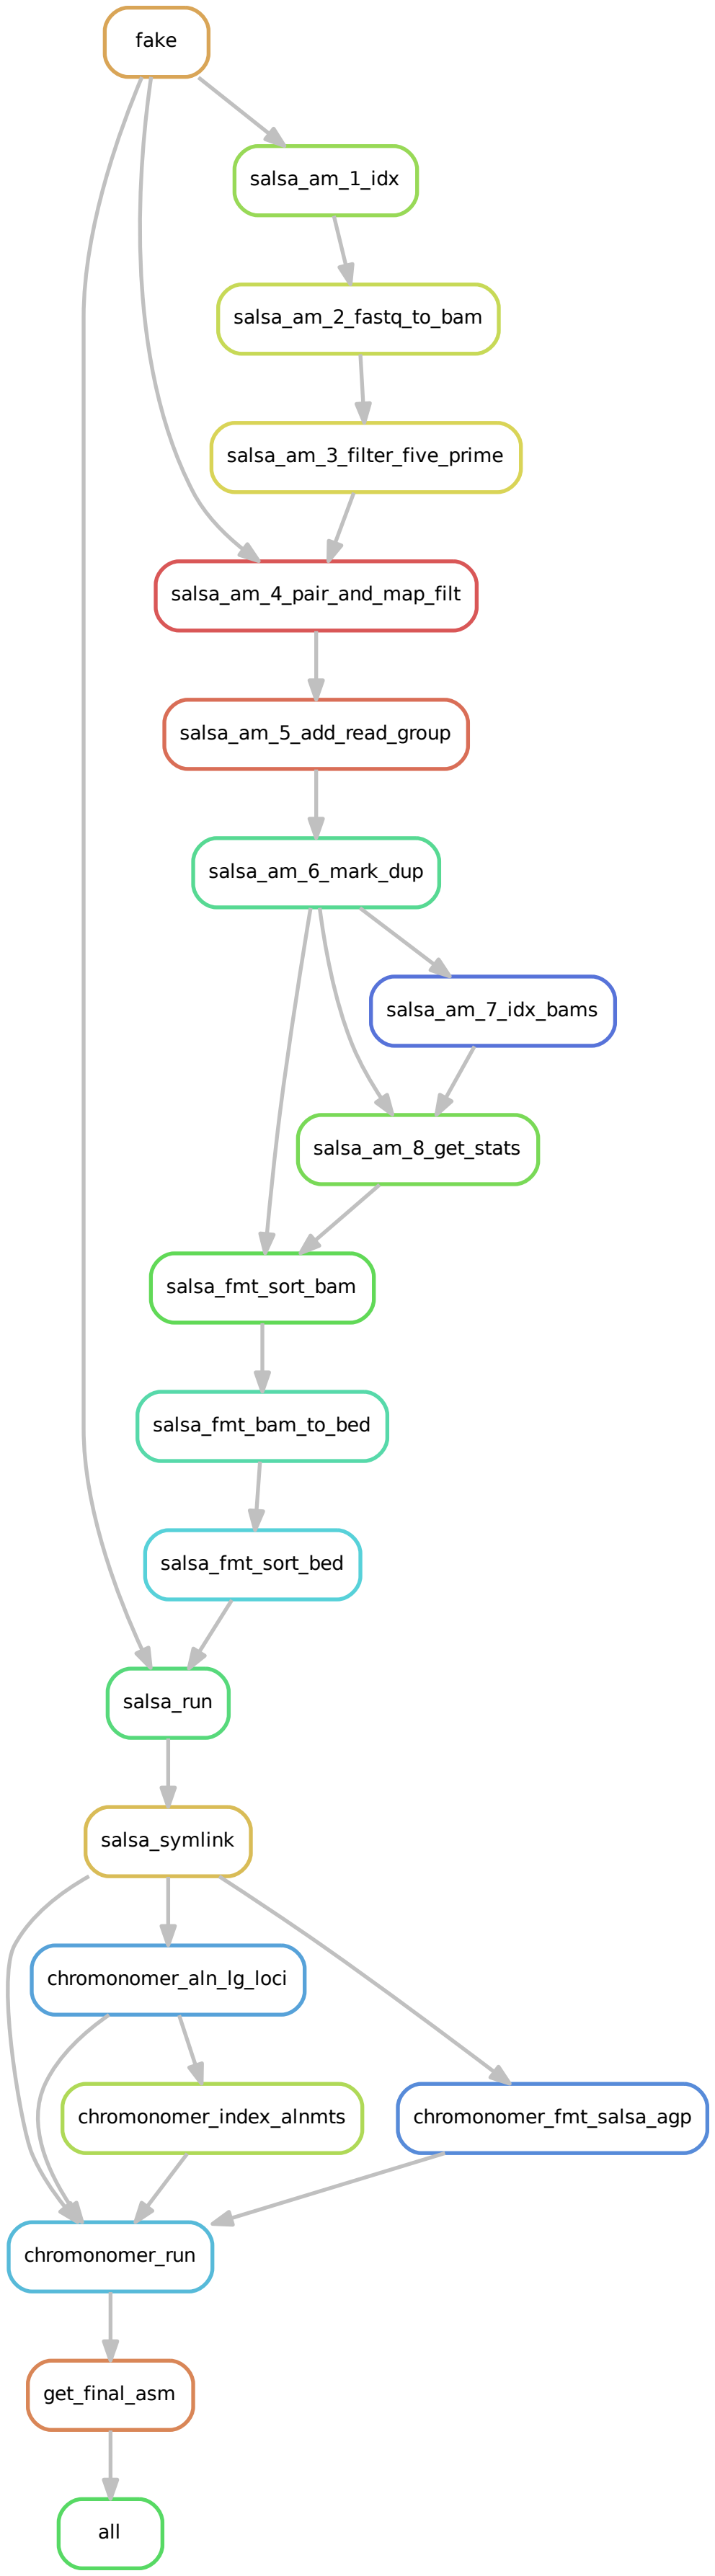 fake
salsa_am_1_idx
salsa_am_2_fastq_to_bam
salsa_am_3_filter_five_prime
salsa_am_4_pair_and_map_filt
salsa_am_5_add_read_group
salsa_am_6_mark_dup
salsa_am_7_idx_bams
salsa_am_8_get_stats
salsa_fmt_sort_bam
salsa_fmt_bam_to_bed
salsa_fmt_sort_bed
salsa_run
salsa_symlink
chromonomer_aln_lg_loci
chromonomer_index_alnmts
chromonomer_fmt_salsa_agp
chromonomer_run
get_final_asm
all